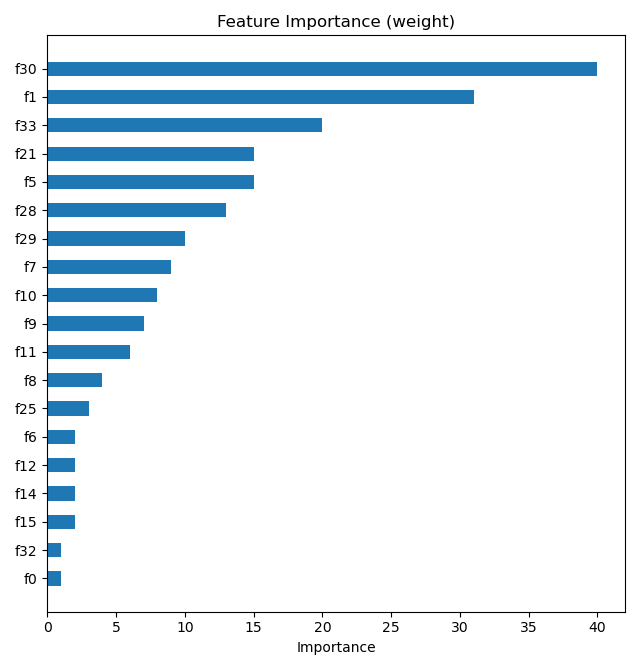 Feature Importance (weight)
f30
f1
f33
f21
f5
f28
f29
f7
f10
f9
f11
f8
f25
f6
f12
f14
f15
f32
f0
0 5 10 15 20 25 30 35 40
Importance